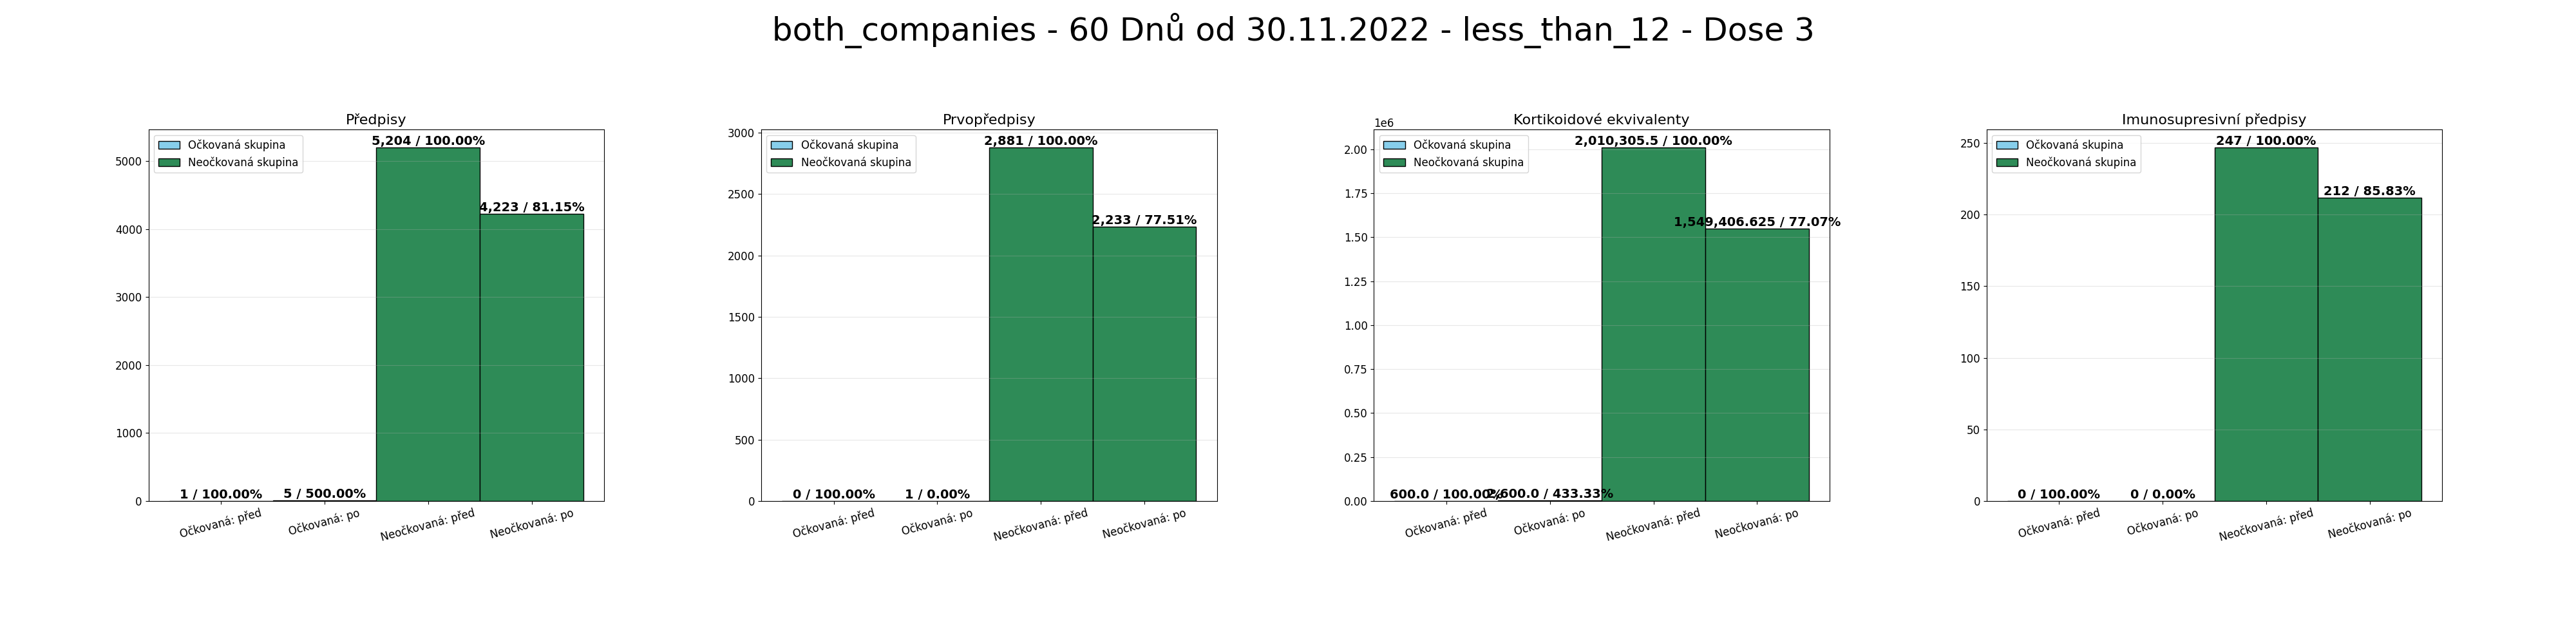 both_companies - 60 Dnů od 30.11.2022 - less_than_12 - Dose 3
Předpisy
Očkovaná skupina
Neočkovaná skupina
5,204 / 100.00%
4,223 / 81.15%
1 / 100.00%
5 / 500.00%
5000
4000
3000
2000
1000
0
Očkovaná: před
Očkovaná: po
Neočkovaná: před
Neočkovaná: po
Prvopředpisy
Očkovaná skupina
Neočkovaná skupina
2,881 / 100.00%
2,233 / 77.51%
0 / 100.00%
1 / 0.00%
3000
2500
2000
1500
1000
500
0
Očkovaná: před
Očkovaná: po
Neočkovaná: před
Neočkovaná: po
Kortikoidové ekvivalenty
1e6
Očkovaná skupina
Neočkovaná skupina
2,010,305.5 / 100.00%
1,549,406.625 / 77.07%
600.0 / 100.00%
2,600.0 / 433.33%
2.00
1.75
1.50
1.25
1.00
0.75
0.50
0.25
0.00
Očkovaná: před
Očkovaná: po
Neočkovaná: před
Neočkovaná: po
Imunosupresivní předpisy
Očkovaná skupina
Neočkovaná skupina
247 / 100.00%
212 / 85.83%
0 / 100.00%
0 / 0.00%
250
200
150
100
50
0
Očkovaná: před
Očkovaná: po
Neočkovaná: před
Neočkovaná: po